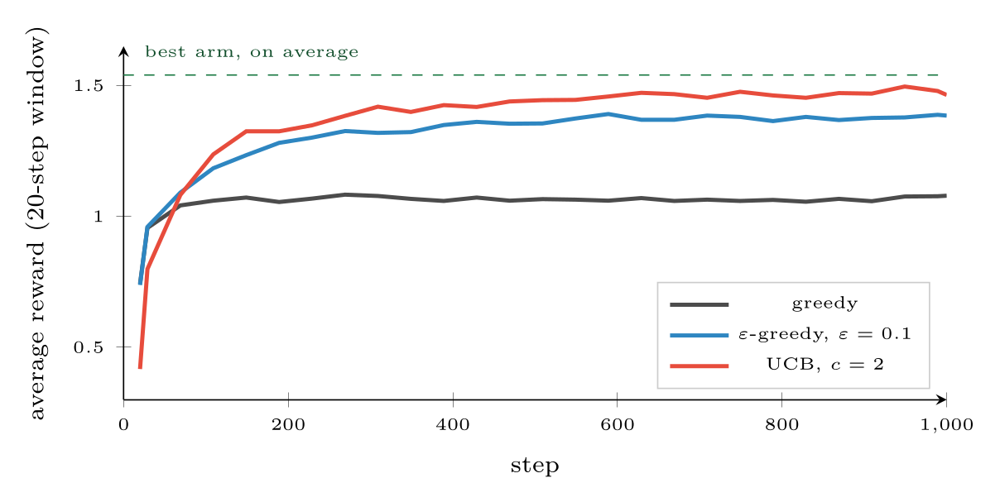 best arm, on average
average reward (20-step window)
1.5
1
0.5
greedy
ε-greedy, ε = 0.1
UCB, c = 2
0
200
400
600
800
1,000
step